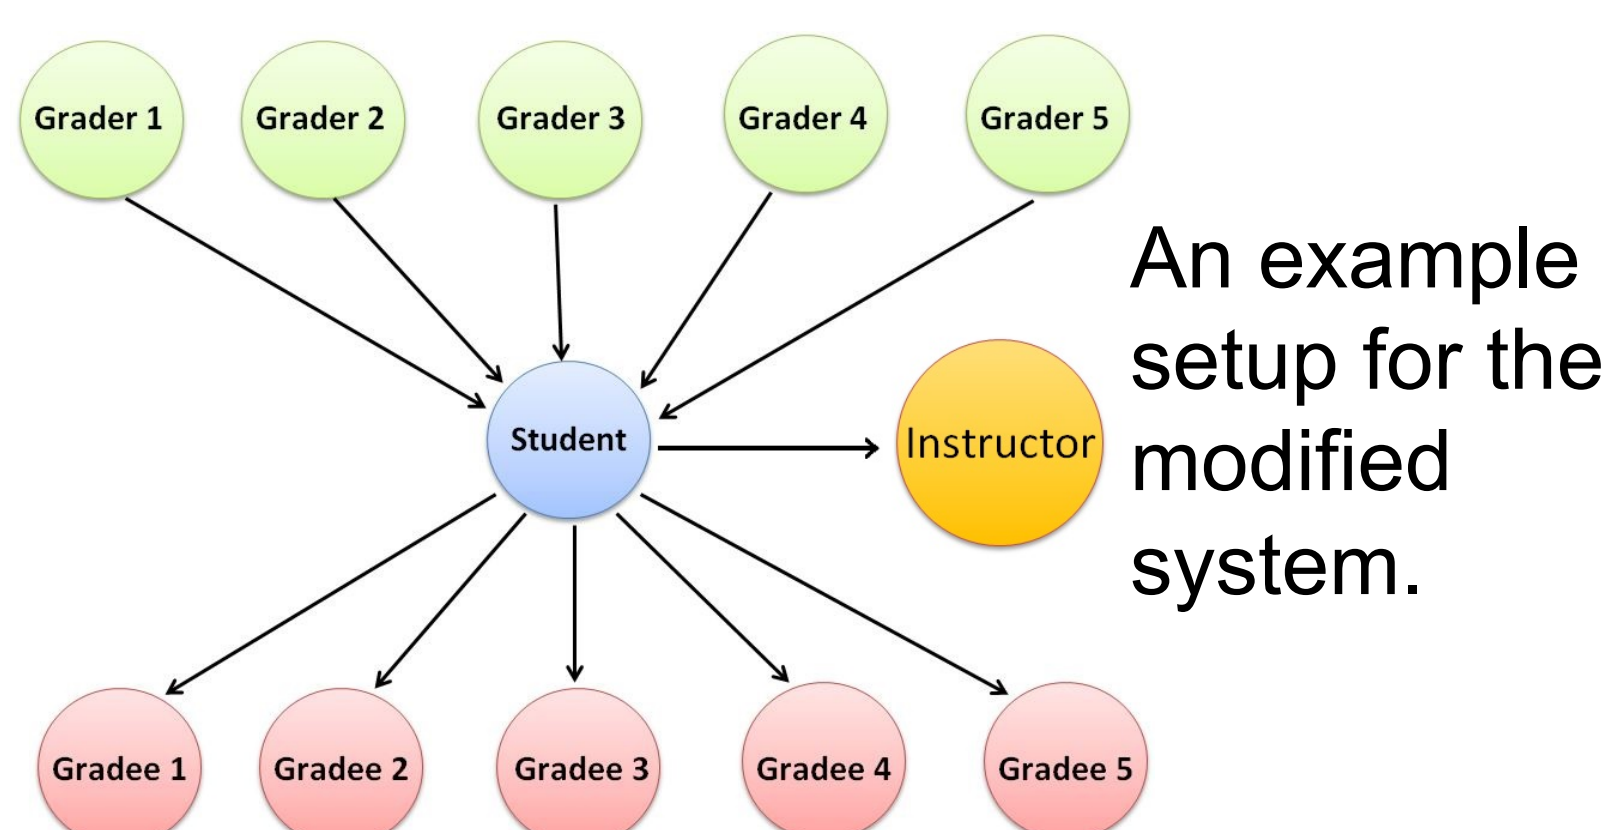 Grader 1
Grader 2
Grader 3
Grader 4
Grader 5
An example
setup for the
modified
system.
Student
Instructor
Gradee 1
Gradee 2
Gradee 3
Gradee 4
Gradee 5